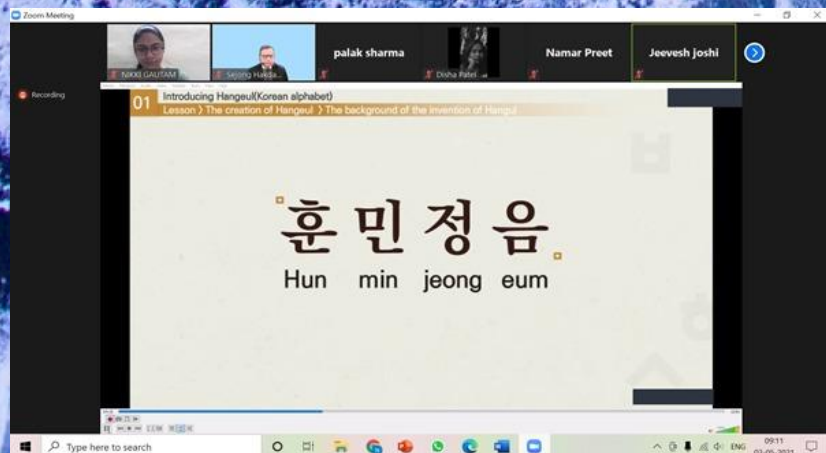 Zoom Meeting
palak sharma
Namar Preet
Jeevesh joshi
NIKKI GAUTAM
Sejong Hakda...
Disha Patel
Recording
01
Introducing Hangeul(Korean alphabet)
Lesson > The creation of Hangeul > The background of the invention of Hangul
훈 민 정 음
Hun min jeong eum
Type here to search
ENG
09:11